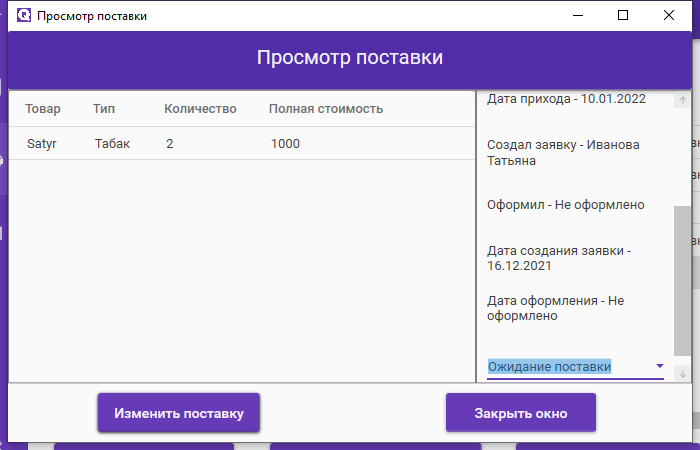 Просмотр поставки
Просмотр поставки
Товар Тип Количество Полная стоимость
Satyr Табак 2 1000
Дата прихода - 10.01.2022
Создал заявку - Иванова
Татьяна
Оформил - Не оформлено
Дата создания заявки -
16.12.2021
Дата оформления - Не
оформлено
Ожидание поставки
Изменить поставку
Закрыть окно